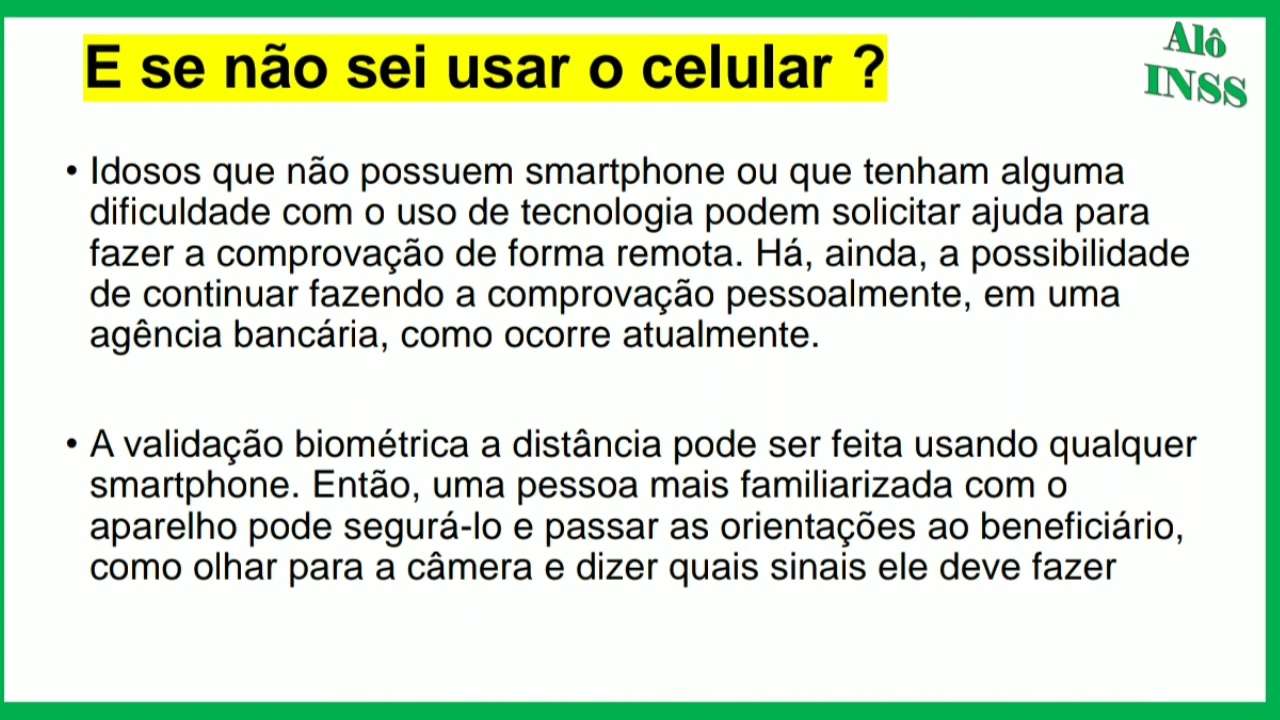 E se não sei usar o celular ?
Alô
INSS
• Idosos que não possuem smartphone ou que tenham alguma
dificuldade com o uso de tecnologia podem solicitar ajuda para
fazer a comprovação de forma remota. Há, ainda, a possibilidade
de continuar fazendo a comprovação pessoalmente, em uma
agência bancária, como ocorre atualmente.
• A validação biométrica a distância pode ser feita usando qualquer
smartphone. Então, uma pessoa mais familiarizada com o
aparelho pode segurá-lo e passar as orientações ao beneficiário,
como olhar para a câmera e dizer quais sinais ele deve fazer